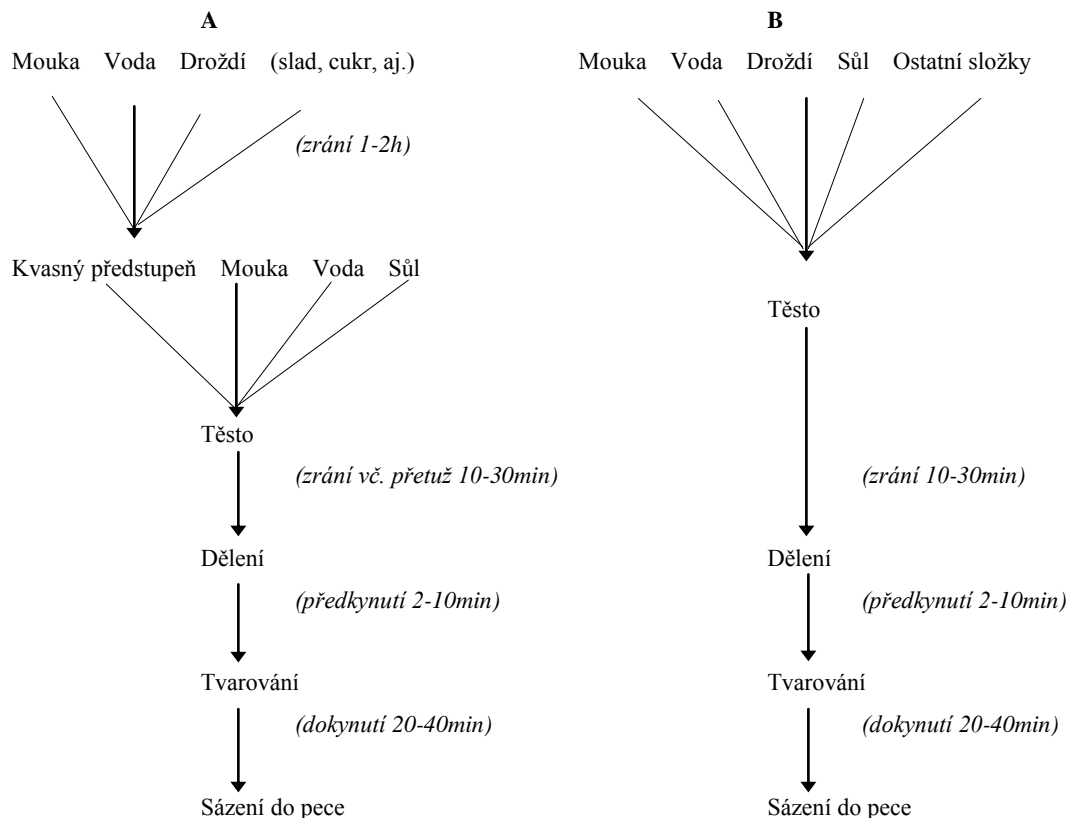 A
Mouka Voda Droždí (slad, cukr, aj.)
(zrání 1-2h)
Kvasný předstupeň Mouka Voda Sůl
Těsto
(zrání vč. přetuž 10-30min)
Dělení
(předkynutí 2-10min)
Tvarování
(dokynutí 20-40min)
Sázení do pece
B
Mouka Voda Droždí Sůl Ostatní složky
Těsto
(zrání 10-30min)
Dělení
(předkynutí 2-10min)
Tvarování
(dokynutí 20-40min)
Sázení do pece